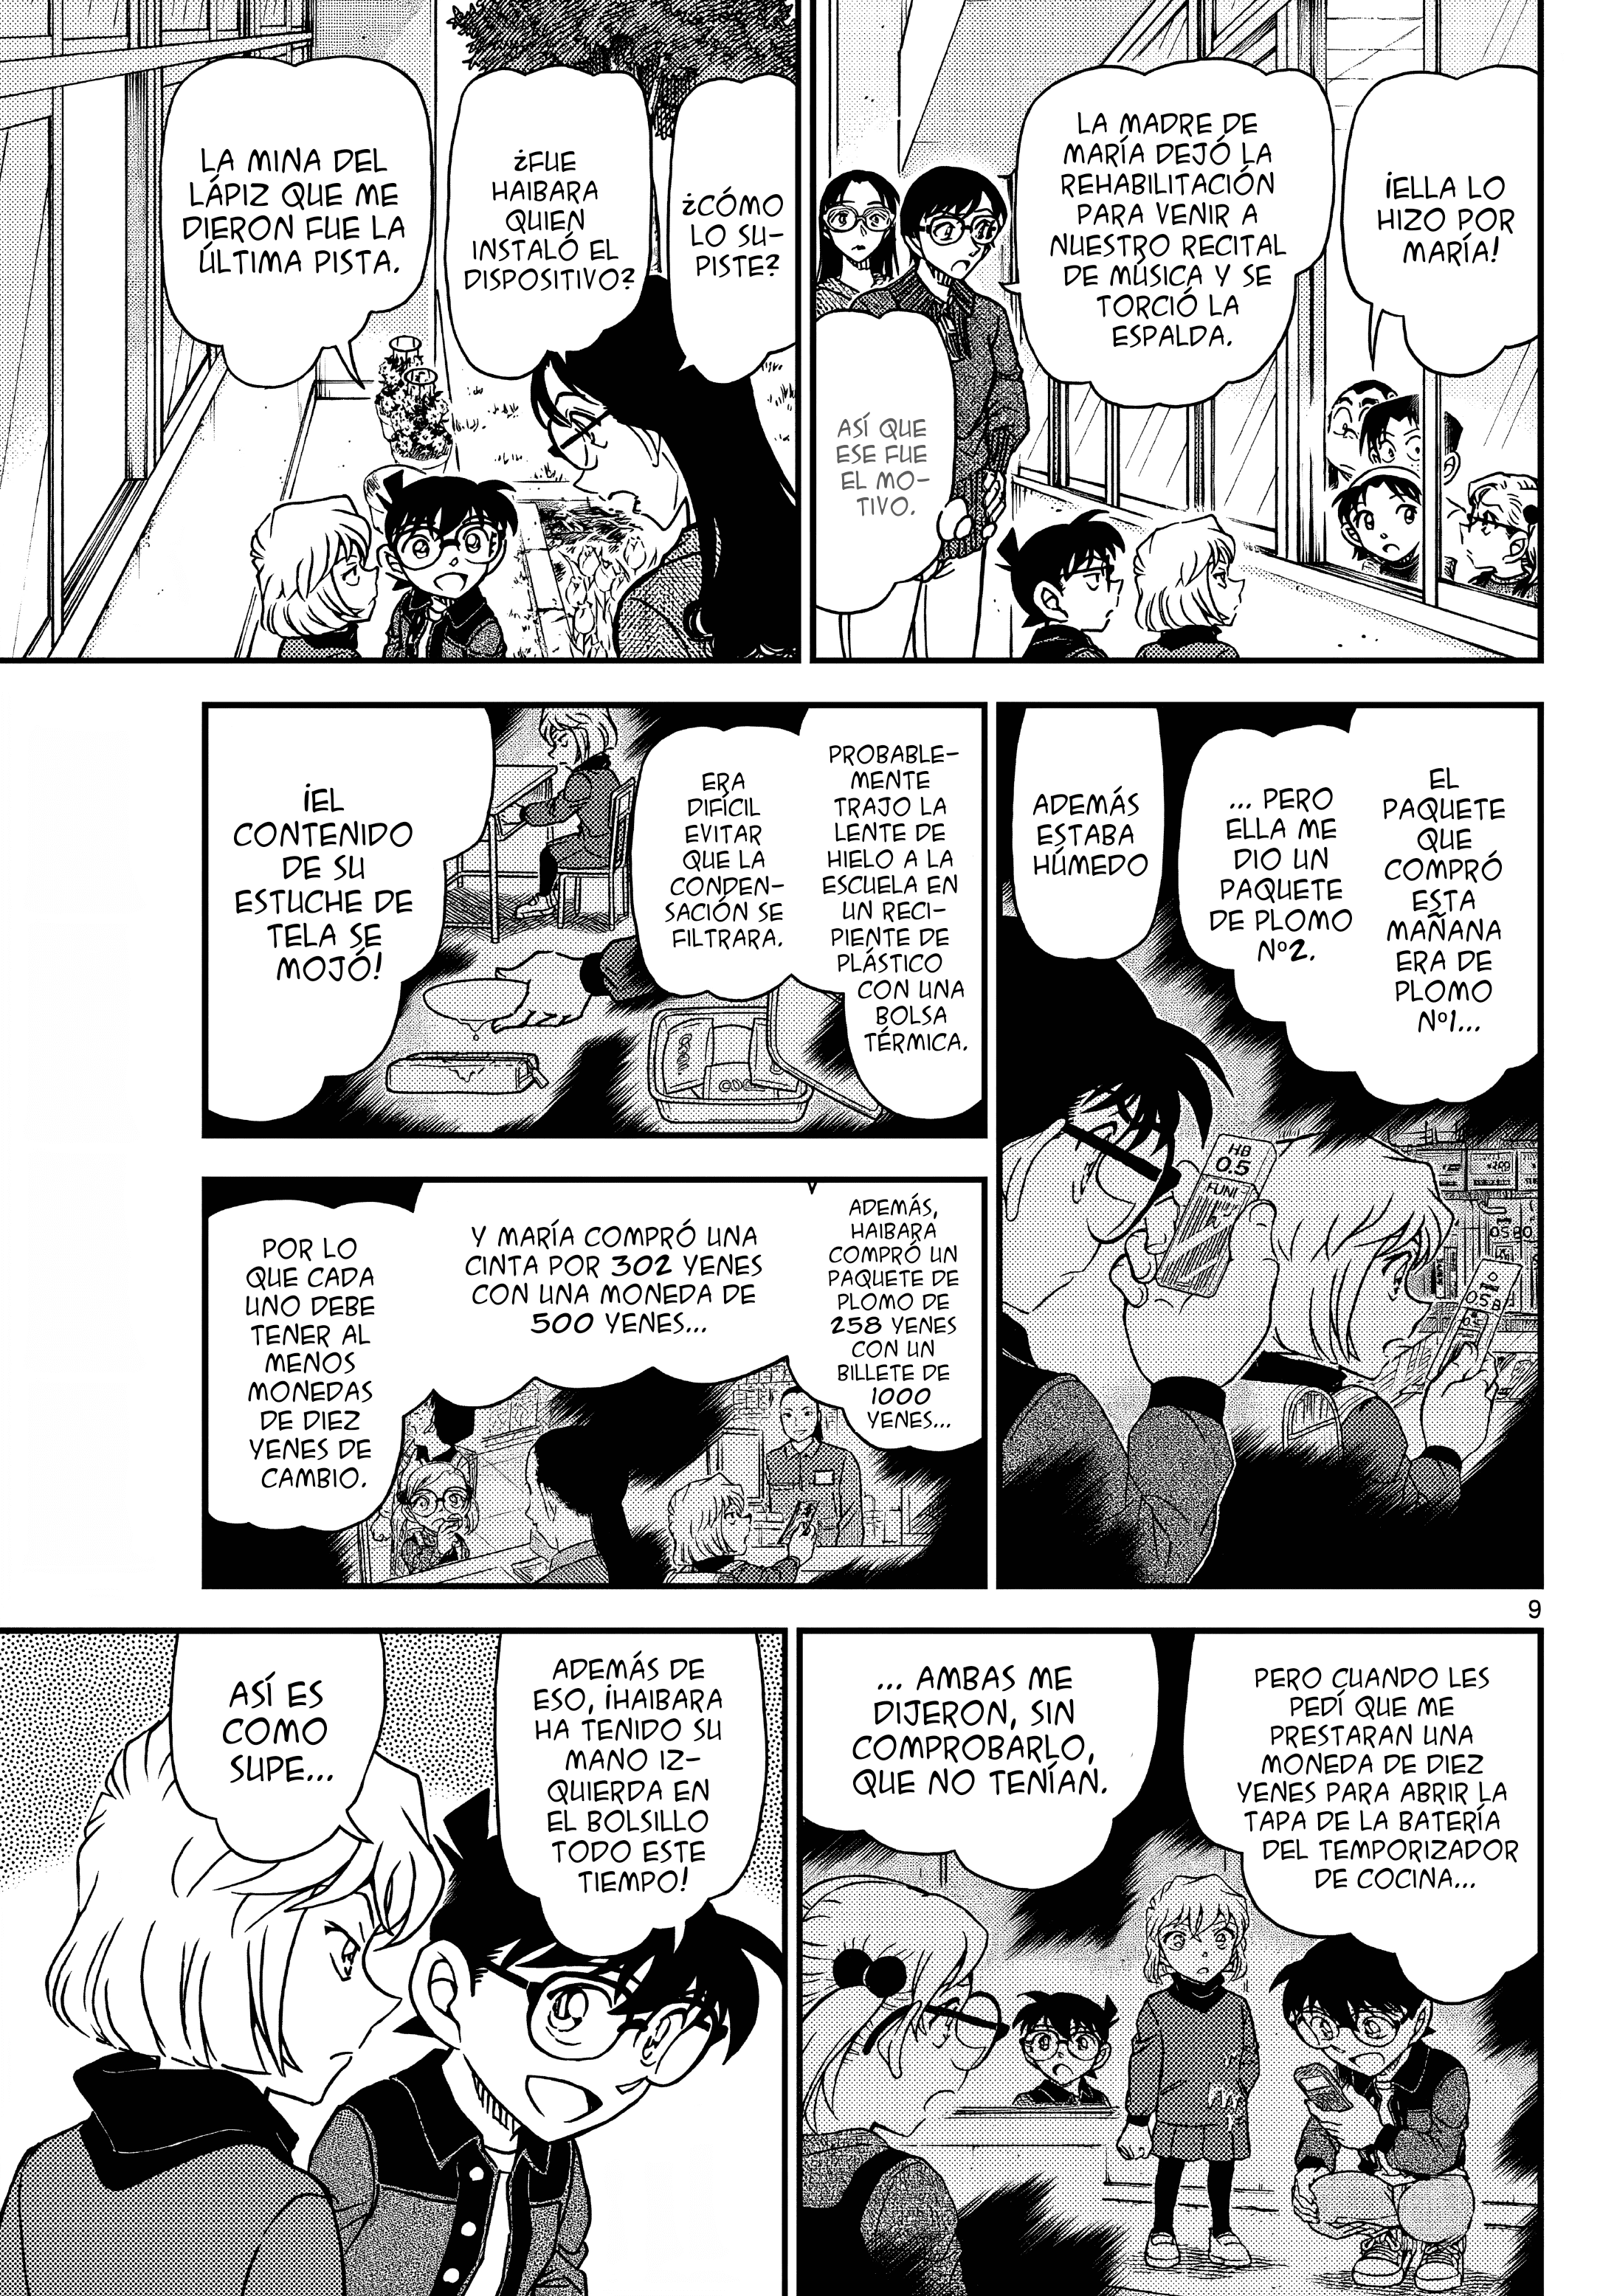 ¡ELLA LO
HIZO POR
MARÍA!
LA MADRE DE
MARÍA DEJÓ LA
REHABILITACIÓN
PARA VENIR A
NUESTRO RECITAL
DE MÚSICA Y SE
TORCIÓ LA
ESPALDA.
ASÍ QUE
ESE FUE
EL MO-
TIVO.
¿CÓMO
LO SU-
PISTE?
¿FUE
HAIBARA
QUIEN
INSTALÓ EL
DISPOSITIVO?
LA MINA DEL
LÁPIZ QUE ME
DIERON FUE LA
ÚLTIMA PISTA.
EL
PAQUETE
QUE
COMPRÓ
ESTA
MAÑANA
ERA DE
PLOMO
Nº1...
... PERO
ELLA ME
DIO UN
PAQUETE
DE PLOMO
Nº2.
ADEMÁS
ESTABA
HÚMEDO
HB
0.5
FUNI
0.5 B
PROBABLE-
MENTE
TRAJO LA
LENTE DE
HIELO A LA
ESCUELA EN
UN RECI-
PIENTE DE
PLÁSTICO
CON UNA
BOLSA
TÉRMICA.
ERA
DIFÍCIL
EVITAR
QUE LA
CONDEN-
SACIÓN SE
FILTRARA.
COOL
COOL
¡EL
CONTENIDO
DE SU
ESTUCHE DE
TELA SE
MOJÓ!
ADEMÁS,
HAIBARA
COMPRÓ UN
PAQUETE DE
PLOMO DE
258 YENES
CON UN
BILLETE DE
1000
YENES...
Y MARÍA COMPRÓ UNA
CINTA POR 302 YENES
CON UNA MONEDA DE
500 YENES...
POR LO
QUE CADA
UNO DEBE
TENER AL
MENOS
MONEDAS
DE DIEZ
YENES DE
CAMBIO.
9
PERO CUANDO LES
PEDÍ QUE ME
PRESTARAN UNA
MONEDA DE DIEZ
YENES PARA ABRIR LA
TAPA DE LA BATERÍA
DEL TEMPORIZADOR
DE COCINA...
... AMBAS ME
DIJERON, SIN
COMPROBARLO,
QUE NO TENÍAN.
ADEMÁS DE
ESO, ¡HAIBARA
HA TENIDO SU
MANO IZ-
QUIERDA EN
EL BOLSILLO
TODO ESTE
TIEMPO!
ASÍ ES
COMO
SUPE...